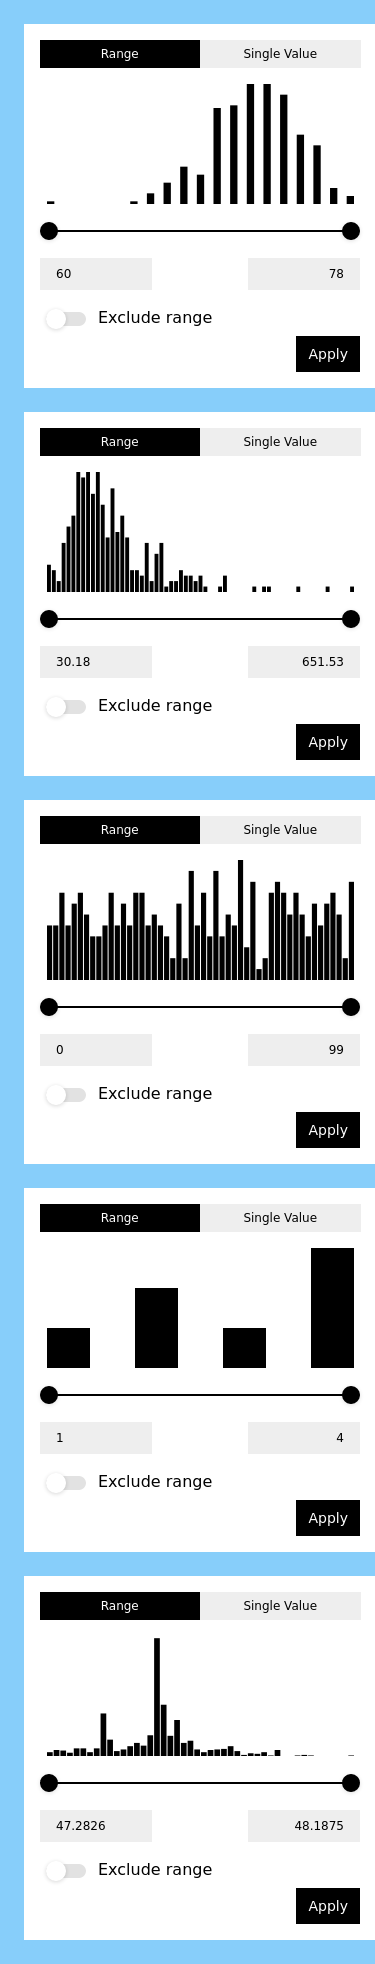 Range Single Value
60 78
Exclude range
Apply
Range Single Value
30.18 651.53
Exclude range
Apply
Range Single Value
0 99
Exclude range
Apply
Range Single Value
1 4
Exclude range
Apply
Range Single Value
47.2826 48.1875
Exclude range
Apply